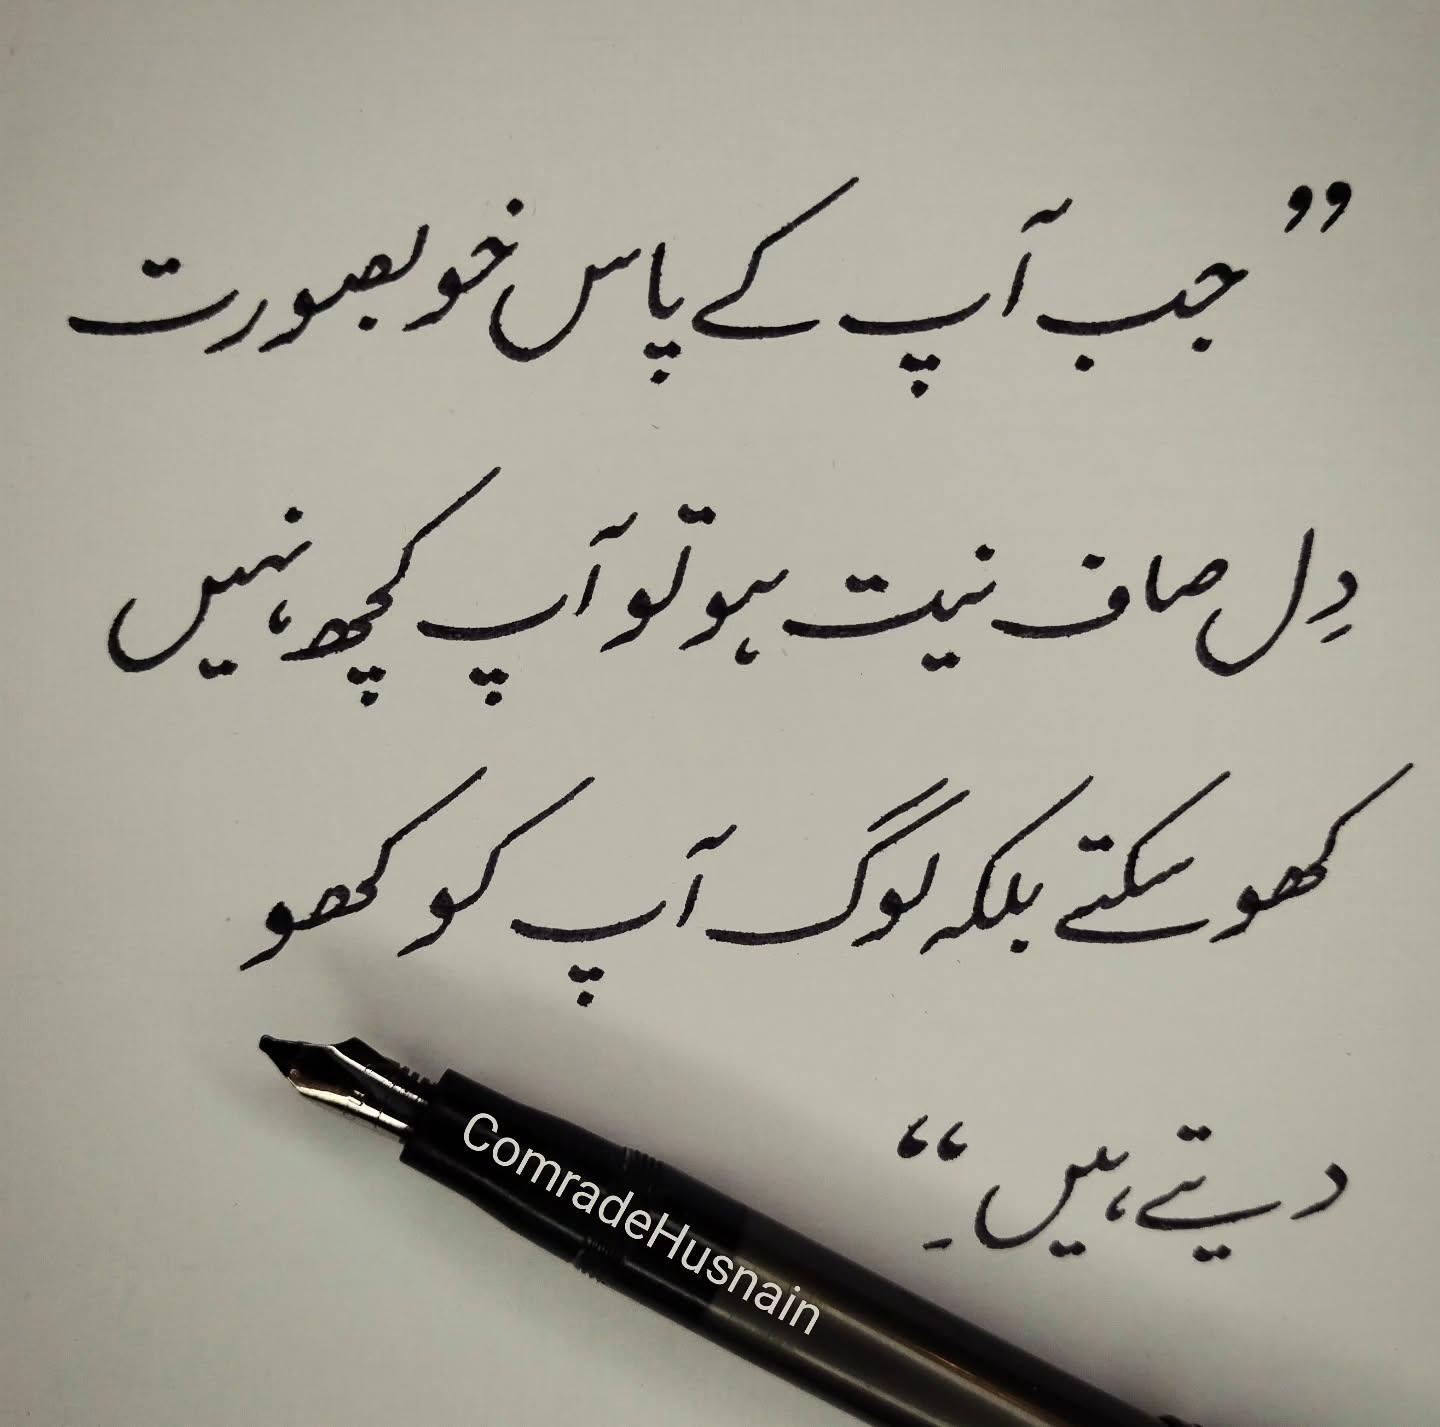 ”جب آپ کے پاس خوبصورت
دِل صاف نیت ہو تو آپ کچھ نہیں
کھو سکتے بلکہ لوگ آپ کو کھو
دیتے ہیں۔“
ComradeHusnain